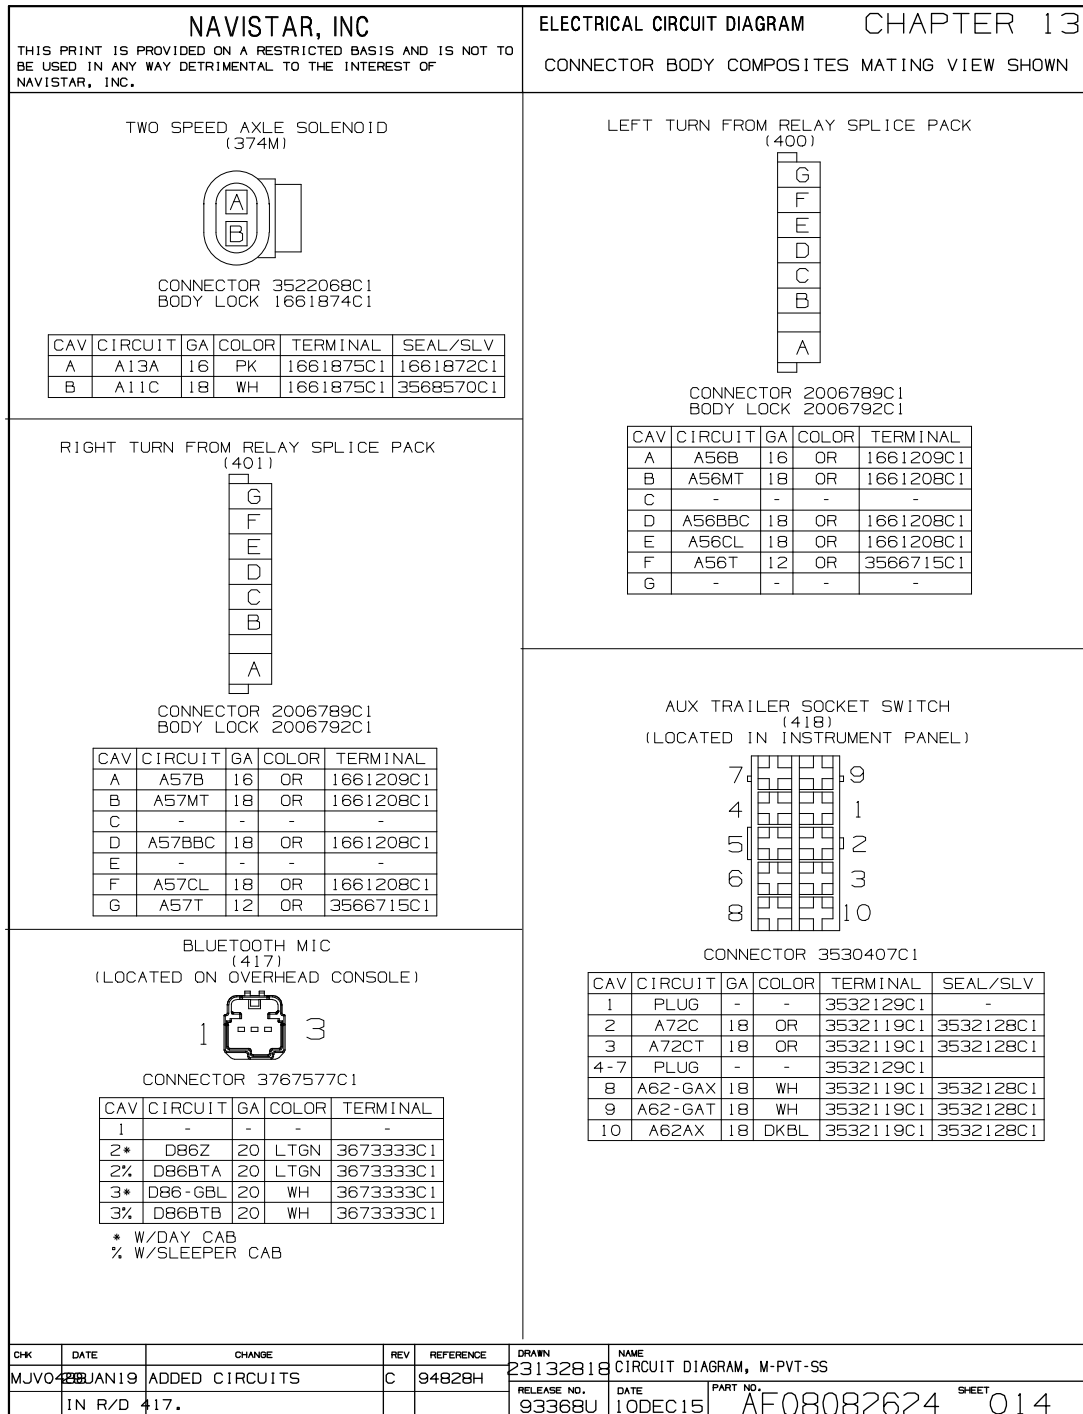 NAVISTAR, INC
THIS PRINT IS PROVIDED ON A RESTRICTED BASIS AND IS NOT TO
BE USED IN ANY WAY DETRIMENTAL TO THE INTEREST OF
NAVISTAR, INC.
ELECTRICAL CIRCUIT DIAGRAM CHAPTER 13
CONNECTOR BODY COMPOSITES MATING VIEW SHOWN
TWO SPEED AXLE SOLENOID
(374M)
A
B
CONNECTOR 3522068C1
BODY LOCK 1661874C1
CAV CIRCUIT GA COLOR TERMINAL SEAL/SLV
A A13A 16 PK 1661875C1 1661872C1
B A11C 18 WH 1661875C1 3568570C1
RIGHT TURN FROM RELAY SPLICE PACK
(401)
G
F
E
D
C
B
A
CONNECTOR 2006789C1
BODY LOCK 2006792C1
CAV CIRCUIT GA COLOR TERMINAL
A A57B 16 OR 1661209C1
B A57MT 18 OR 1661208C1
C - - - -
D A57BBC 18 OR 1661208C1
E - - - -
F A57CL 18 OR 1661208C1
G A57T 12 OR 3566715C1
BLUETOOTH MIC
(417)
(LOCATED ON OVERHEAD CONSOLE)
1 3
CONNECTOR 3767577C1
CAV CIRCUIT GA COLOR TERMINAL
1 - - - -
2* D86Z 20 LTGN 3673333C1
2% D86BTA 20 LTGN 3673333C1
3* D86-GBL 20 WH 3673333C1
3% D86BTB 20 WH 3673333C1
* W/DAY CAB
% W/SLEEPER CAB
LEFT TURN FROM RELAY SPLICE PACK
(400)
G
F
E
D
C
B
A
CONNECTOR 2006789C1
BODY LOCK 2006792C1
CAV CIRCUIT GA COLOR TERMINAL
A A56B 16 OR 1661209C1
B A56MT 18 OR 1661208C1
C - - - -
D A56BBC 18 OR 1661208C1
E A56CL 18 OR 1661208C1
F A56T 12 OR 3566715C1
G - - - -
AUX TRAILER SOCKET SWITCH
(418)
(LOCATED IN INSTRUMENT PANEL)
7 9
4 1
5 2
6 3
8 10
CONNECTOR 3530407C1
CAV CIRCUIT GA COLOR TERMINAL SEAL/SLV
1 PLUG - - 3532129C1 -
2 A72C 18 OR 3532119C1 3532128C1
3 A72CT 18 OR 3532119C1 3532128C1
4-7 PLUG - - 3532129C1
8 A62-GAX 18 WH 3532119C1 3532128C1
9 A62-GAT 18 WH 3532119C1 3532128C1
10 A62AX 18 DKBL 3532119C1 3532128C1
CHK DATE CHANGE REV REFERENCE
ADDED CIRCUITS C 94828H
IN R/D 417.
DRAWN NAME
23132818 CIRCUIT DIAGRAM, M-PVT-SS
RELEASE NO. DATE PART NO. SHEET
93368U 10DEC15 AF08082624 014